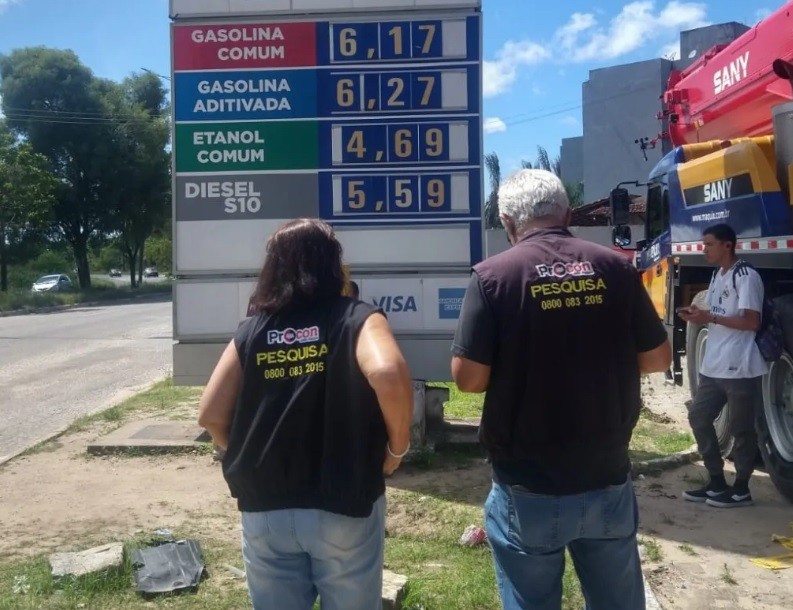 GASOLINA
COMUM
6,17
GASOLINA
ADITIVADA
6,27
ETANOL
COMUM
4,69
DIESEL
S10
5,59
VISA
SANY
SANY
www.maquia.com.br
Procon
PESQUISA
0800 083 2015
Procon
PESQUISA
0800 083 2015